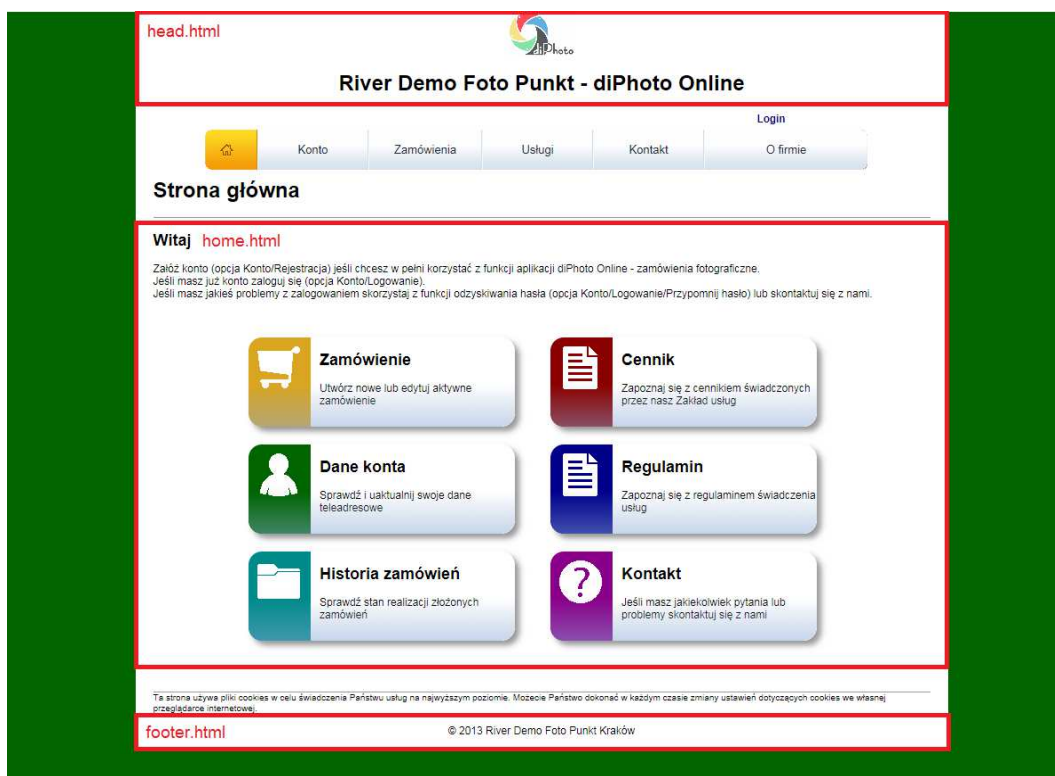 head.html
diPhoto
River Demo Foto Punkt - diPhoto Online
Login
Konto Zamówienia Usługi Kontakt O firmie
Strona główna
Witaj home.html
Załóż konto (opcja Konto/Rejestracja) jeśli chcesz w pełni korzystać z funkcji aplikacji diPhoto Online - zamówienia fotograficzne.
Jeśli masz już konto zaloguj się (opcja Konto/Logowanie).
Jeśli masz jakieś problemy z zalogowaniem skorzystaj z funkcji odzyskiwania hasła (opcja Konto/Logowanie/Przypomnij hasło) lub skontaktuj się z nami.
Zamówienie
Utwórz nowe lub edytuj aktywne
zamówienie
Cennik
Zapoznaj się z cennikiem świadczonych
przez nasz Zakład usług
Dane konta
Sprawdź i uaktualnij swoje dane
teleadresowe
Regulamin
Zapoznaj się z regulaminem świadczenia
usług
Historia zamówień
Sprawdź stan realizacji złożonych
zamówień
Kontakt
Jeśli masz jakiekolwiek pytania lub
problemy skontaktuj się z nami
Ta strona używa pliki cookies w celu świadczenia Państwu usług na najwyższym poziomie. Możecie Państwo dokonać w każdym czasie zmiany ustawień dotyczących cookies we własnej
przeglądarce internetowej.
footer.html © 2013 River Demo Foto Punkt Kraków